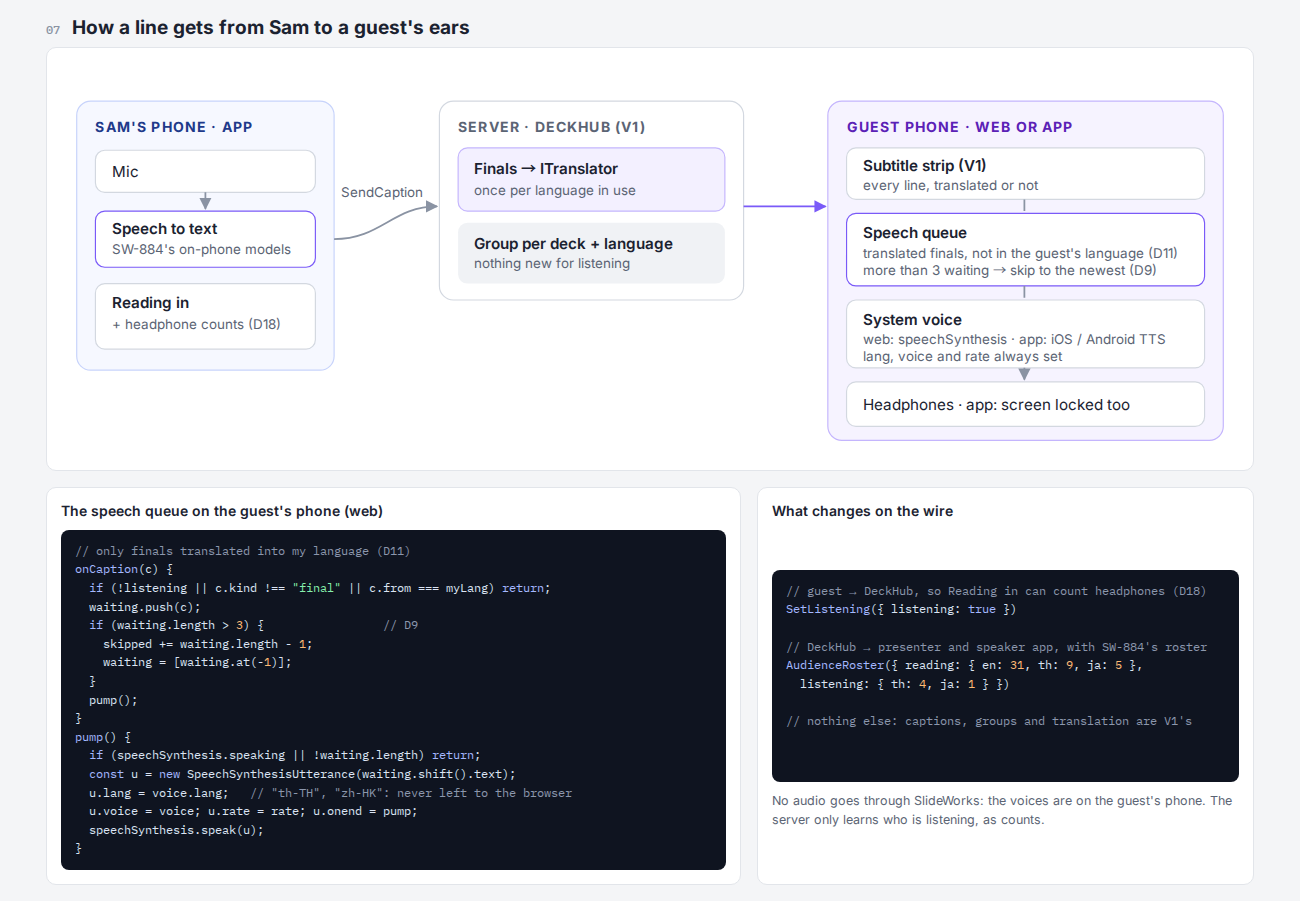 07 How a line gets from Sam to a guest's ears
SAM'S PHONE · APP
Mic
Speech to text
SW-884's on-phone models
Reading in
+ headphone counts (D18)
SendCaption
SERVER · DECKHUB (V1)
Finals → ITranslator
once per language in use
Group per deck + language
nothing new for listening
GUEST PHONE · WEB OR APP
Subtitle strip (V1)
every line, translated or not
Speech queue
translated finals, not in the guest's language (D11)
more than 3 waiting → skip to the newest (D9)
System voice
web: speechSynthesis · app: iOS / Android TTS
lang, voice and rate always set
Headphones · app: screen locked too
The speech queue on the guest's phone (web)
// only finals translated into my language (D11)
onCaption(c) {
  if (!listening || c.kind !== "final" || c.from === myLang) return;
  waiting.push(c);
  if (waiting.length > 3) {                 // D9
    skipped += waiting.length - 1;
    waiting = [waiting.at(-1)];
  }
  pump();
}
pump() {
  if (speechSynthesis.speaking || !waiting.length) return;
  const u = new SpeechSynthesisUtterance(waiting.shift().text);
  u.lang = voice.lang;   // "th-TH", "zh-HK": never left to the browser
  u.voice = voice; u.rate = rate; u.onend = pump;
  speechSynthesis.speak(u);
}
What changes on the wire
// guest → DeckHub, so Reading in can count headphones (D18)
SetListening({ listening: true })
// DeckHub → presenter and speaker app, with SW-884's roster
AudienceRoster({ reading: { en: 31, th: 9, ja: 5 },
  listening: { th: 4, ja: 1 } })
// nothing else: captions, groups and translation are V1's
No audio goes through SlideWorks: the voices are on the guest's phone. The
server only learns who is listening, as counts.